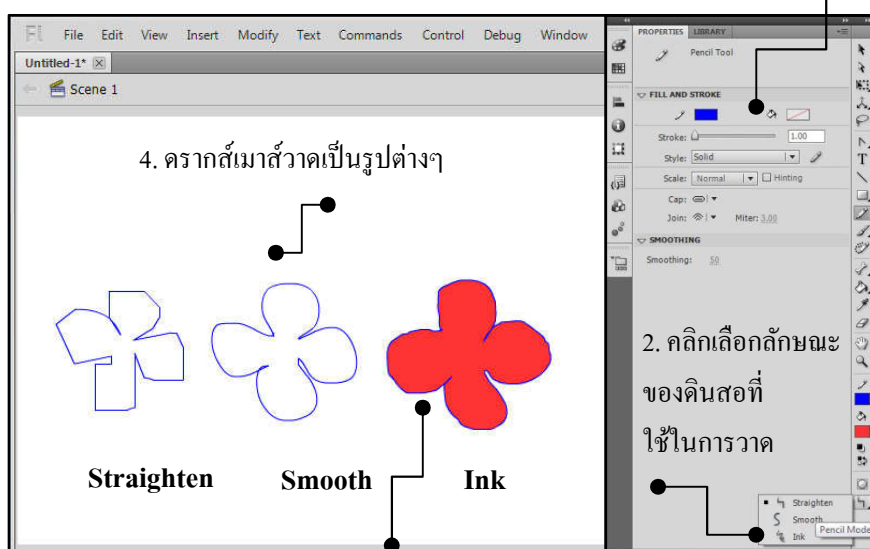 File Edit View Insert Modify Text Commands Control Debug Window
Untitled-1*
Scene 1
4. ดรากส์เมาส์วาดเป็นรูปต่างๆ
Straighten Smooth Ink
PROPERTIES LIBRARY
Pencil Tool
FILL AND STROKE
Stroke: 1.00
Style: Solid
Scale: Normal Hinting
Cap:
Join: Miter: 3.00
SMOOTHING
Smoothing: 50
2. คลิกเลือกลักษณะ
ของดินสอที่
ใช้ในการวาด
Straighten
Smooth
Ink
Pencil Mode